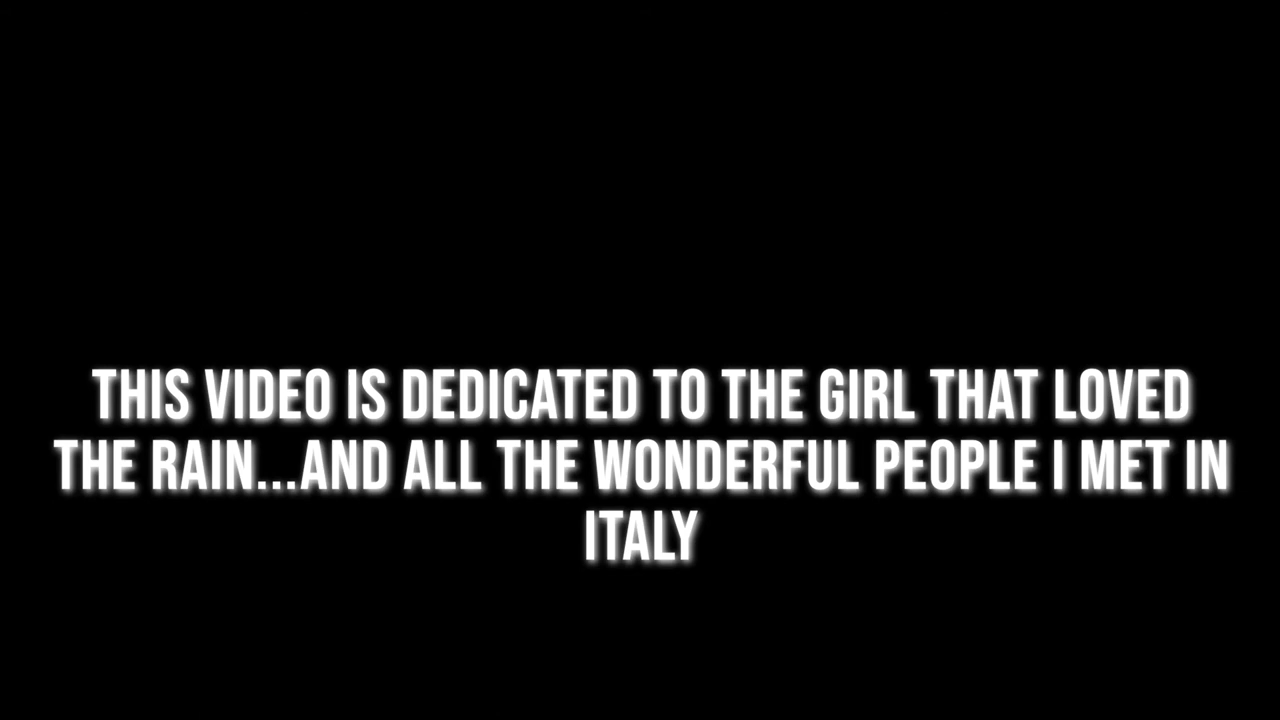 THIS VIDEO IS DEDICATED TO THE GIRL THAT LOVED
THE RAIN...AND ALL THE WONDERFUL PEOPLE I MET IN
ITALY